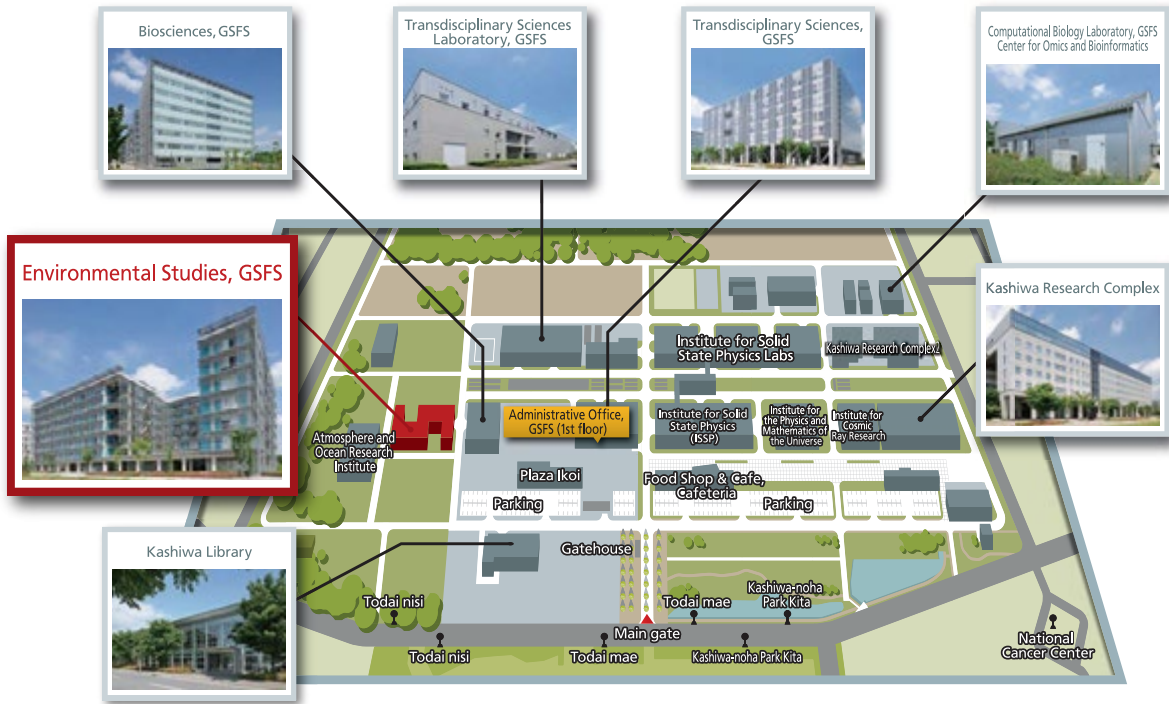 Biosciences, GSFS
Transdisciplinary Sciences
Laboratory, GSFS
Transdisciplinary Sciences,
GSFS
Computational Biology Laboratory, GSFS
Center for Omics and Bioinformatics
Environmental Studies, GSFS
Kashiwa Research Complex
Institute for Solid
State Physics Labs
Kashiwa Research Complex2
Administrative Office,
GSFS (1st floor)
Institute for Solid
State Physics
(ISSP)
Institute for
the Physics and
Mathematics of
the Universe
Institute for
Cosmic
Ray Research
Atmosphere and
Ocean Research
Institute
Plaza Ikoi
Food Shop & Cafe,
Cafeteria
Parking
Parking
Kashiwa Library
Gatehouse
Todai nisi
Todai mae
Kashiwa-noha
Park Kita
Main gate
Todai nisi
Todai mae
Kashiwa-noha Park Kita
National
Cancer Center